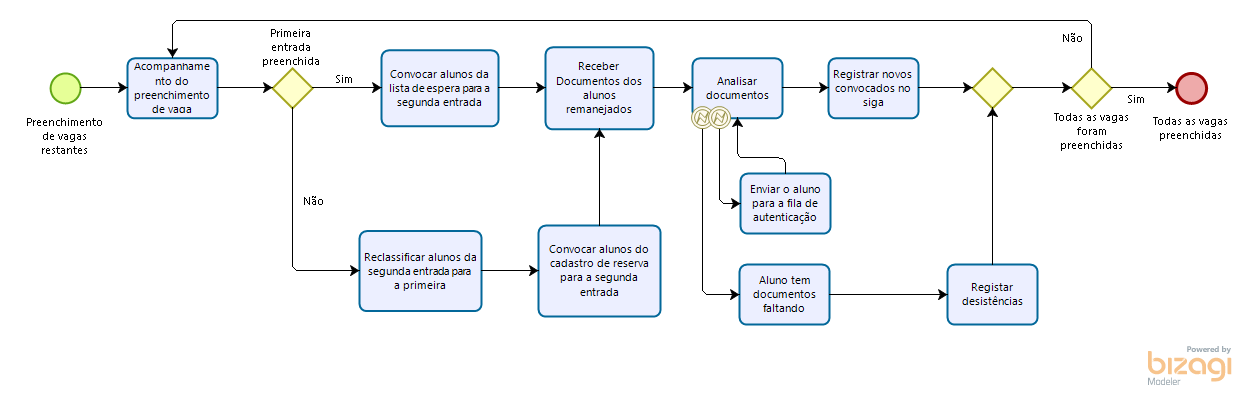 Preenchimento
de vagas
restantes
Acompanhame
nto do
preenchimento
de vaga
Primeira
entrada
preenchida
Sim
Não
Convocar alunos da
lista de espera para a
segunda entrada
Reclassificar alunos da
segunda entrada para
a primeira
Convocar alunos do
cadastro de reserva
para a segunda
entrada
Receber
Documentos dos
alunos
remanejados
Analisar
documentos
Enviar o aluno
para a fila de
autenticação
Aluno tem
documentos
faltando
Registrar novos
convocados no
siga
Registar
desistências
Não
Todas as vagas
foram
preenchidas
Sim
Todas as vagas
preenchidas
Powered by
bizagi
Modeler